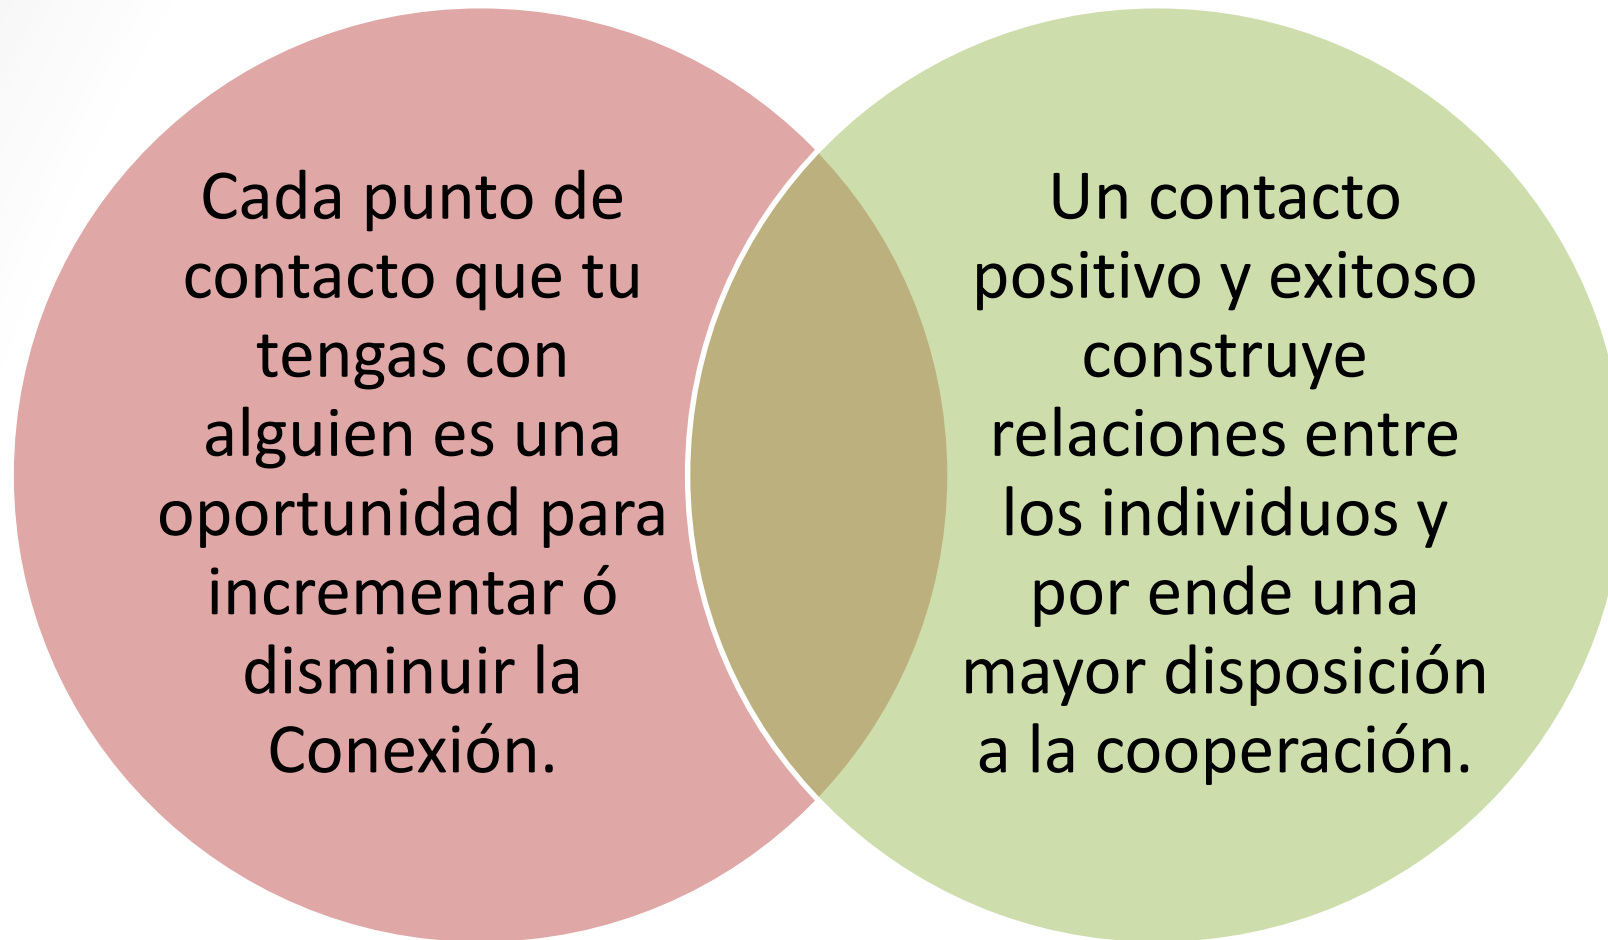 Cada punto de
contacto que tu
tengas con
alguien es una
oportunidad para
incrementar ó
disminuir la
Conexión.
Un contacto
positivo y exitoso
construye
relaciones entre
los individuos y
por ende una
mayor disposición
a la cooperación.